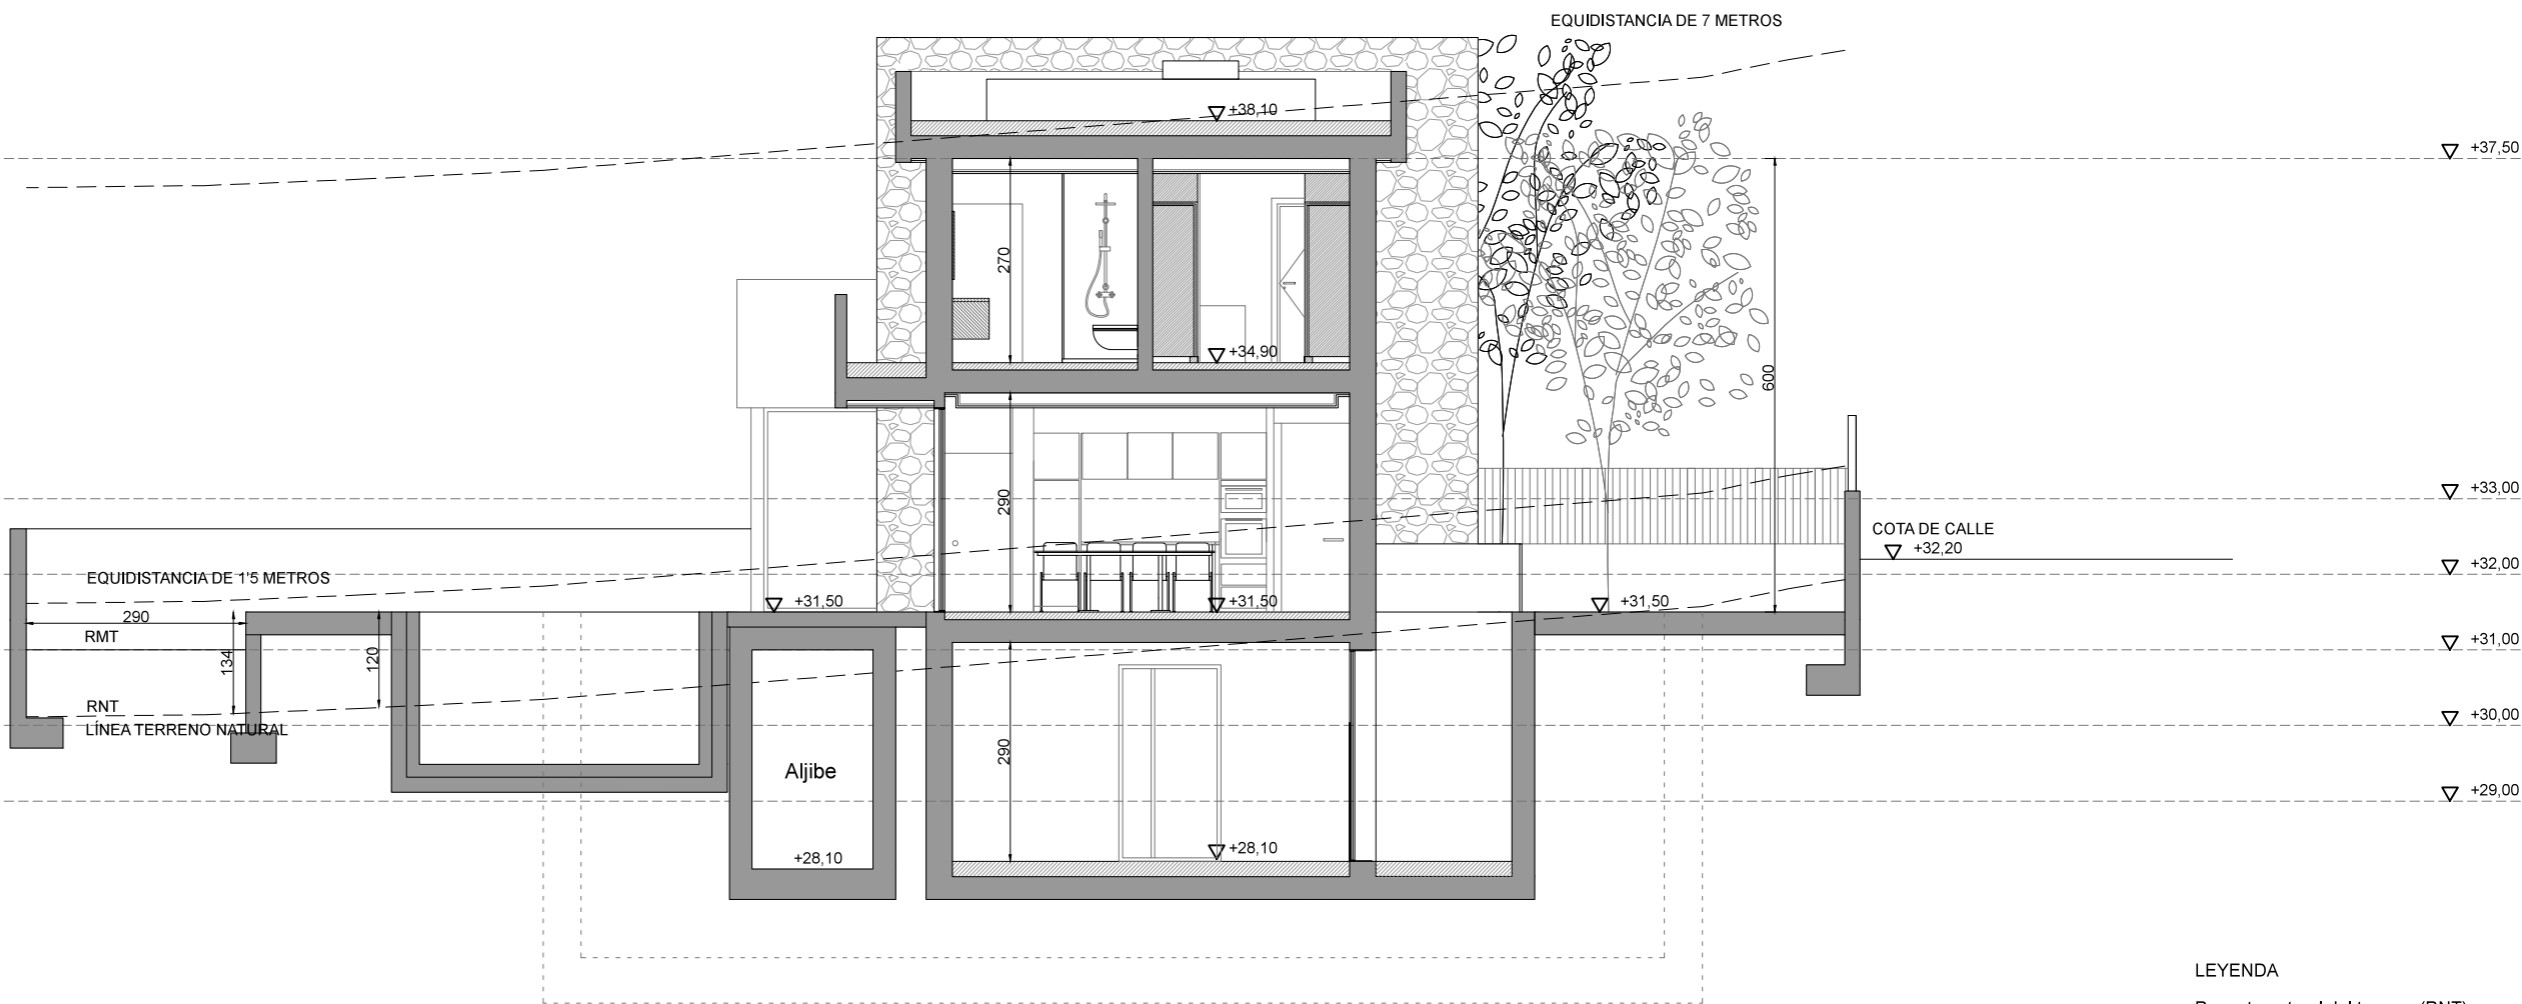 EQUIDISTANCIA DE 7 METROS
+38,10
+37,50
270
+34,90
600
290
+33,00
COTA DE CALLE
+32,20
+32,00
EQUIDISTANCIA DE 1'5 METROS
+31,50
+31,50
+31,50
290
RMT
134
120
+31,00
RNT
LÍNEA TERRENO NATURAL
+30,00
290
Aljibe
+29,00
+28,10
+28,10
LEYENDA